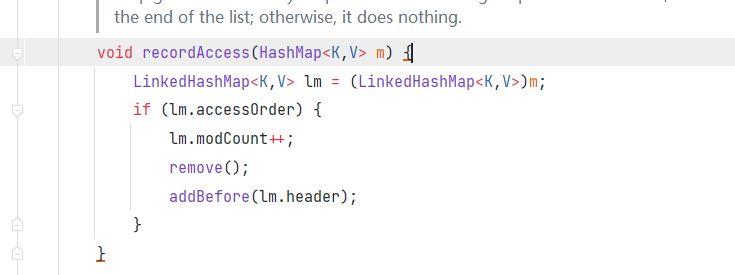 the end of the list; otherwise, it does nothing.
void recordAccess(HashMap<K,V> m) {
LinkedHashMap<K,V> lm = (LinkedHashMap<K,V>)m;
if (lm.accessOrder) {
lm.modCount++;
remove();
addBefore(lm.header);
}
}